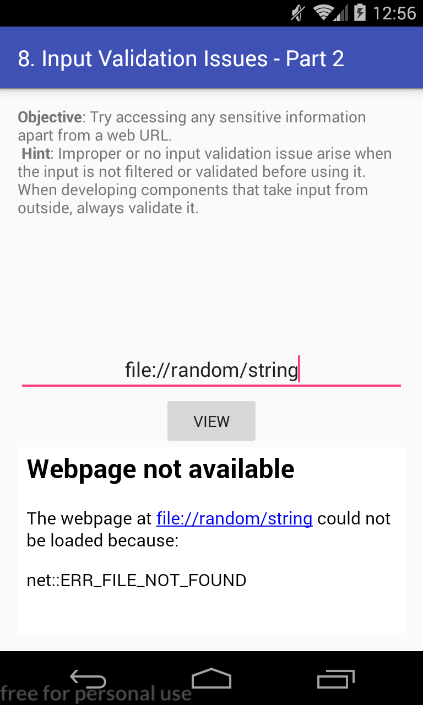 12:56
8. Input Validation Issues - Part 2
Objective: Try accessing any sensitive information
apart from a web URL.
Hint: Improper or no input validation issue arise when
the input is not filtered or validated before using it.
When developing components that take input from
outside, always validate it.
file://random/string
VIEW
Webpage not available
The webpage at file://random/string could not
be loaded because:
net::ERR_FILE_NOT_FOUND
free for personal use